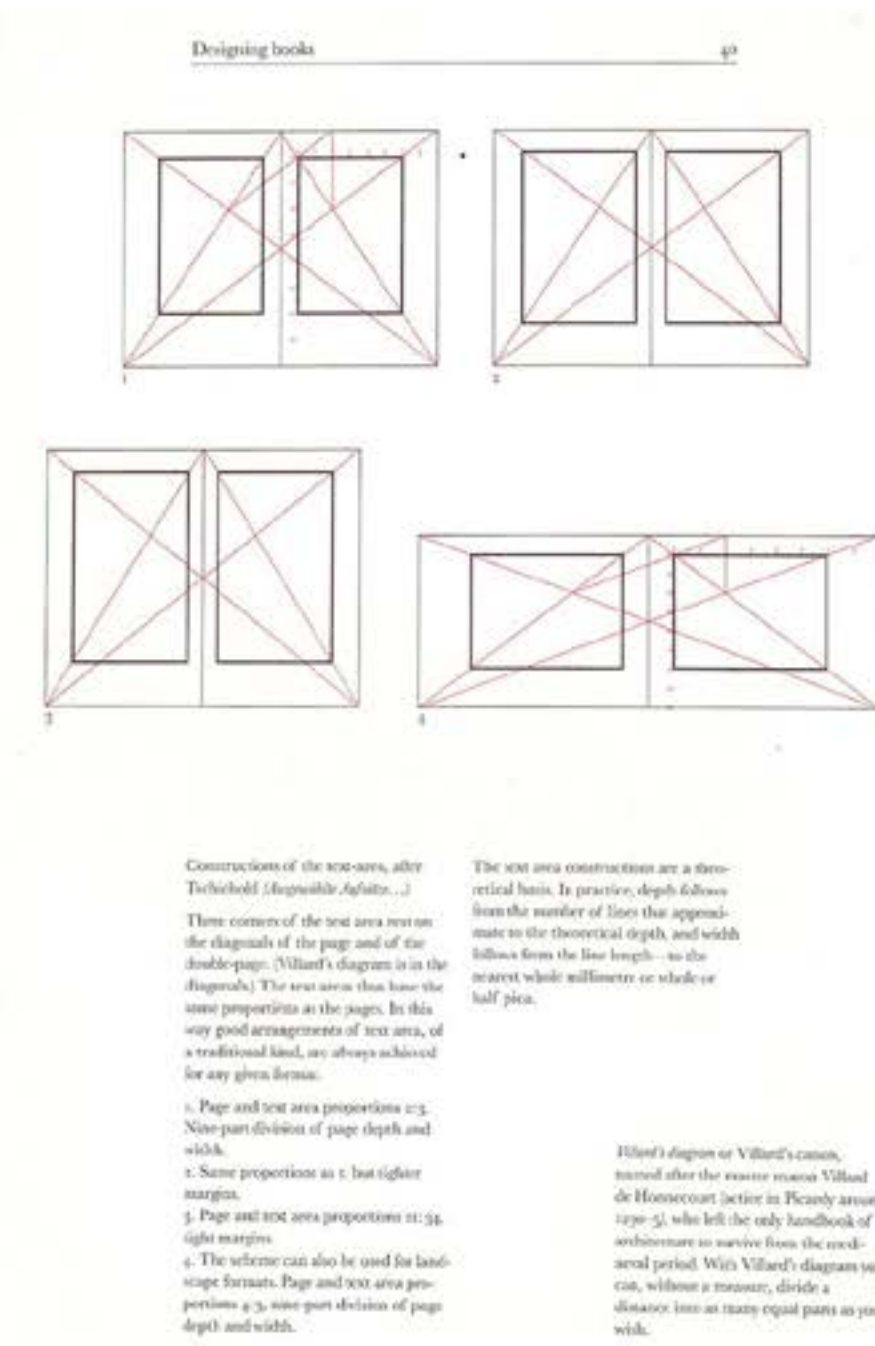 Designing books 40
1
2
3
4
Constructions of the text-area, after
Tschichold (Ausgewählte Aufsätze...)
Three corners of the text area rest on
the diagonals of the page and of the
double-page. (Villard's diagram is in the
diagonals.) The text areas thus have the
same proportions as the pages. In this
way good arrangements of text area, of
a traditional kind, are always achieved
for any given format.
1. Page and text area proportions 2:3.
Nine-part division of page depth and
width.
2. Same proportions as 1. but tighter
margins.
3. Page and text area proportions 21:34,
tight margins
4. The scheme can also be used for land-
scape formats. Page and text area pro-
portions 4:3, nine-part division of page
depth and width.
The text area constructions are a theo-
retical basis. In practice, depth follows
from the number of lines that approxi-
mate to the theoretical depth, and width
follows from the line length – to the
nearest whole millimetre or whole or
half pica.
Villard's diagram or Villard's canon,
named after the master mason Villard
de Honnecourt (active in Picardy
1230–5), who left the only handbook of
architecture to survive from the medi-
aeval period. With Villard's diagram
can, without a measure, divide a
distance into as many equal parts as
wish.